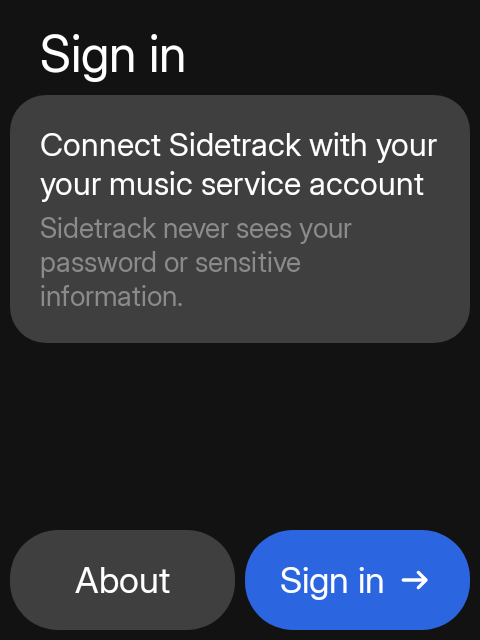 Sign in
Connect Sidetrack with your
your music service account
Sidetrack never sees your
password or sensitive
information.
About
Sign in →